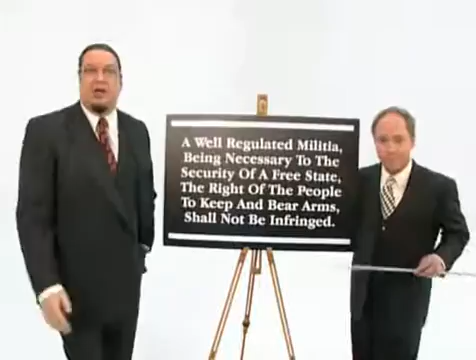 A Well Regulated Militia,
Being Necessary To The
Security Of A Free State,
The Right Of The People
To Keep And Bear Arms,
Shall Not Be Infringed.